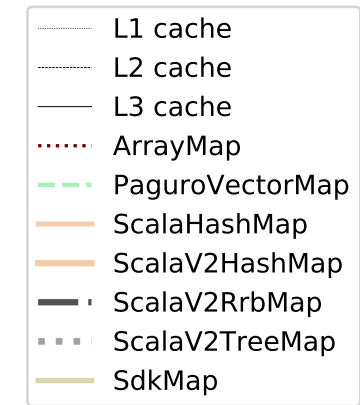 L1 cache
L2 cache
L3 cache
ArrayMap
PaguroVectorMap
ScalaHashMap
ScalaV2HashMap
ScalaV2RrbMap
ScalaV2TreeMap
SdkMap